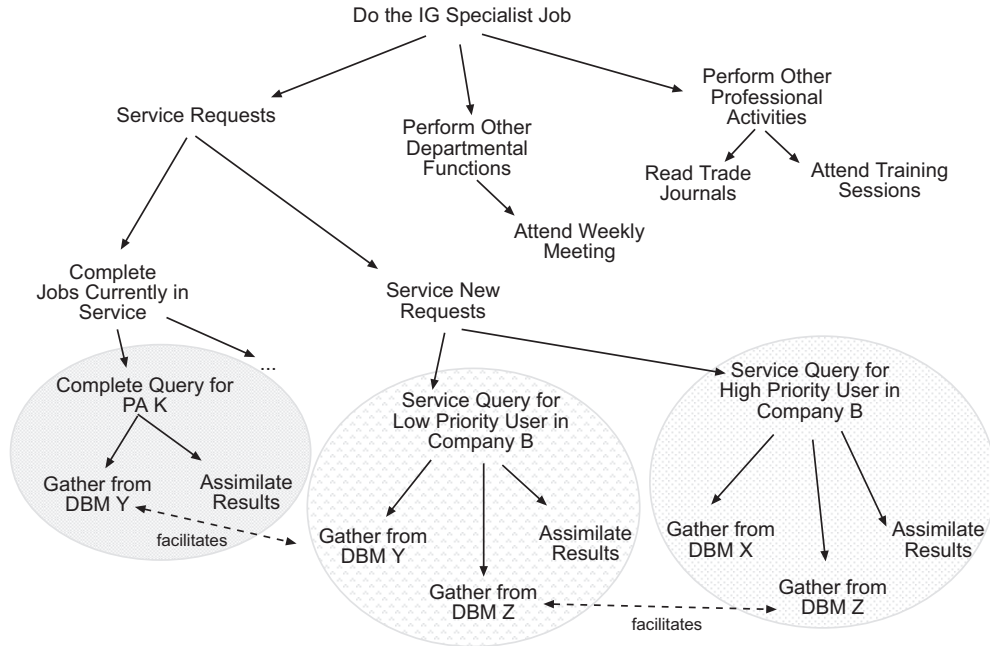 Do the IG Specialist Job
Service Requests
Perform Other
Departmental
Functions
Perform Other
Professional
Activities
Read Trade
Journals
Attend Training
Sessions
Attend Weekly
Meeting
Complete
Jobs Currently in
Service
Service New
Requests
...
Complete Query for
PA K
Gather from
DBM Y
Assimilate
Results
facilitates
Service Query for
Low Priority User in
Company B
Gather from
DBM Y
Assimilate
Results
Gather from
DBM Z
Service Query for
High Priority User in
Company B
Gather from
DBM X
Assimilate
Results
Gather from
DBM Z
facilitates